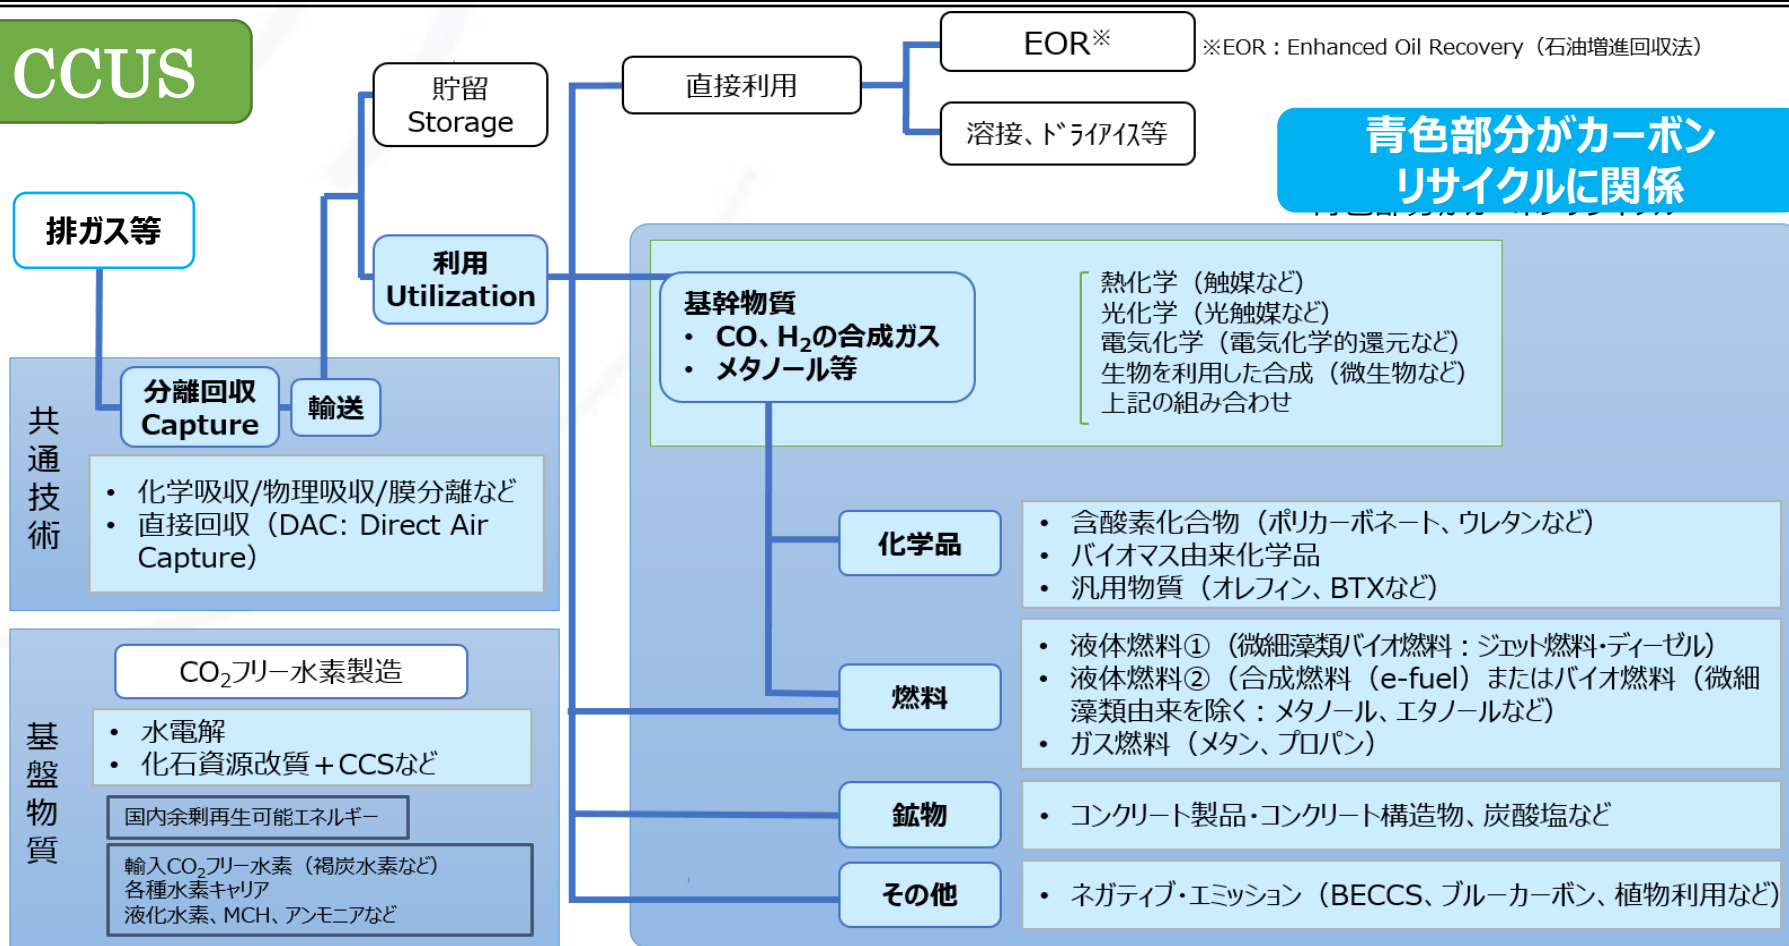 CCUS
貯留
Storage
直接利用
EOR※
※EOR：Enhanced Oil Recovery（石油増進回収法）
溶接、ドライアイス等
青色部分がカーボン
リサイクルに関係
排ガス等
利用
Utilization
基幹物質
• CO、H2の合成ガス
• メタノール等
熱化学（触媒など）
光化学（光触媒など）
電気化学（電気化学的還元など）
生物を利用した合成（微生物など）
上記の組み合わせ
共通技術
分離回収
Capture
輸送
• 化学吸収/物理吸収/膜分離など
• 直接回収（DAC: Direct Air
Capture）
化学品
• 含酸素化合物（ポリカーボネート、ウレタンなど）
• バイオマス由来化学品
• 汎用物質（オレフィン、BTXなど）
燃料
• 液体燃料①（微細藻類バイオ燃料：ジェット燃料・ディーゼル）
• 液体燃料②（合成燃料（e-fuel）またはバイオ燃料（微細
藻類由来を除く：メタノール、エタノールなど）
• ガス燃料（メタン、プロパン）
鉱物
• コンクリート製品・コンクリート構造物、炭酸塩など
その他
• ネガティブ・エミッション（BECCS、ブルーカーボン、植物利用など）
基盤物質
CO2フリー水素製造
• 水電解
• 化石資源改質＋CCSなど
国内余剰再生可能エネルギー
輸入CO2フリー水素（褐炭水素など）
各種水素キャリア
液化水素、MCH、アンモニアなど